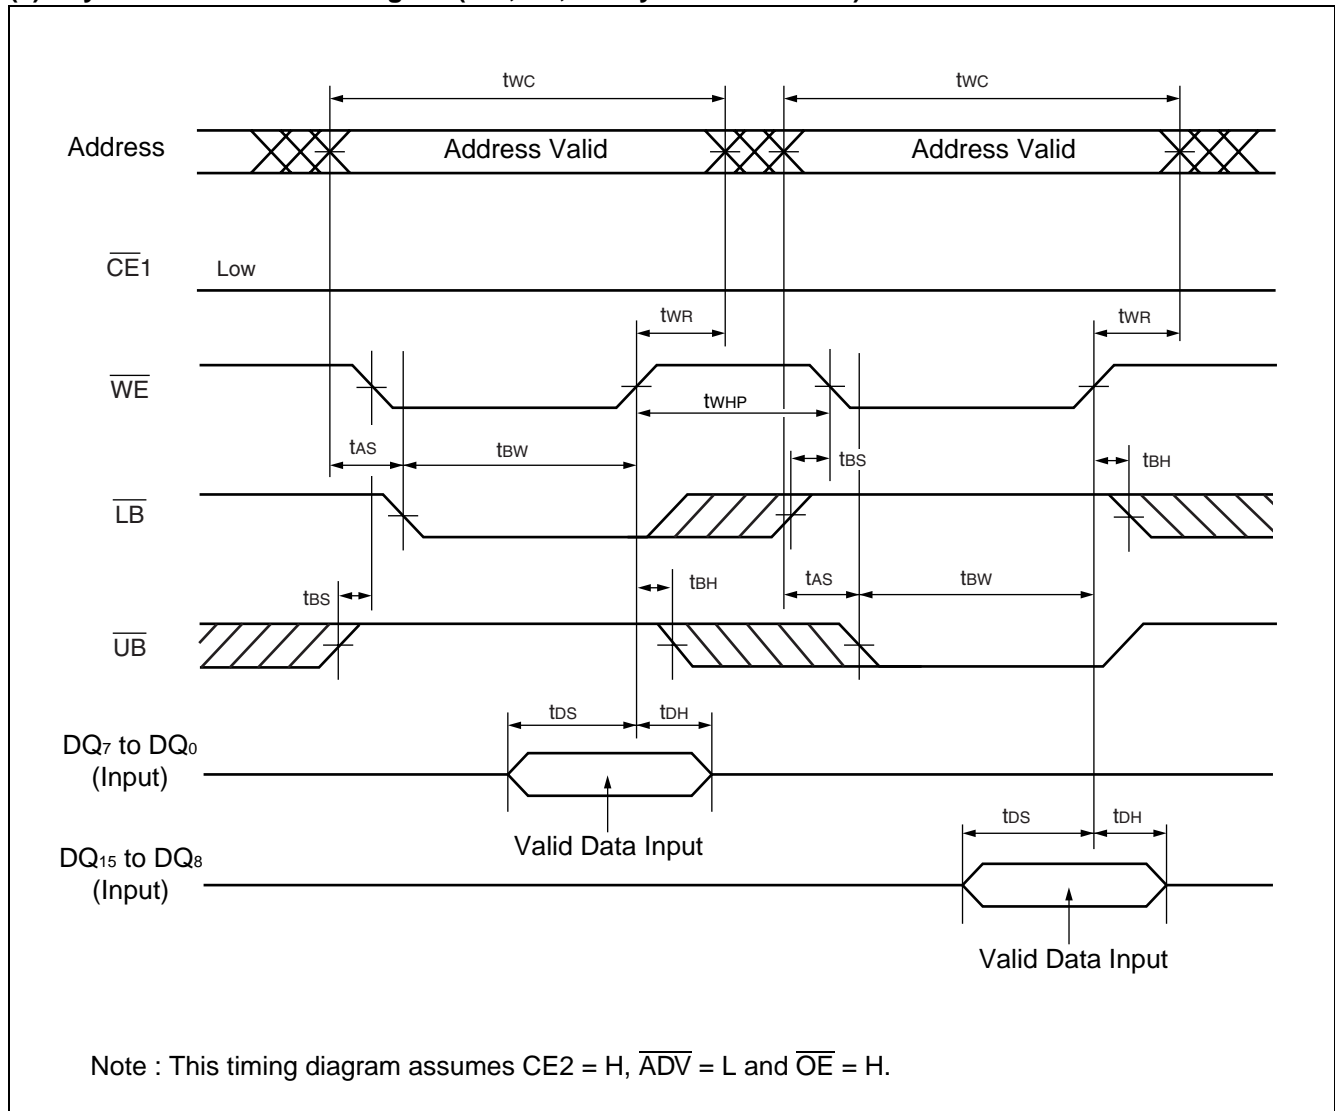 twc twc
Address Address Valid Address Valid
CE1 Low
tWR tWR
WE
tWHP
tAS tBW tBS tBH
LB
tBS tBH tAS tBW
UB
tDS tDH
DQ7 to DQ0
(Input)
tDS tDH
Valid Data Input
DQ15 to DQ8
(Input)
Valid Data Input
Note : This timing diagram assumes CE2 = H, ADV = L and OE = H.